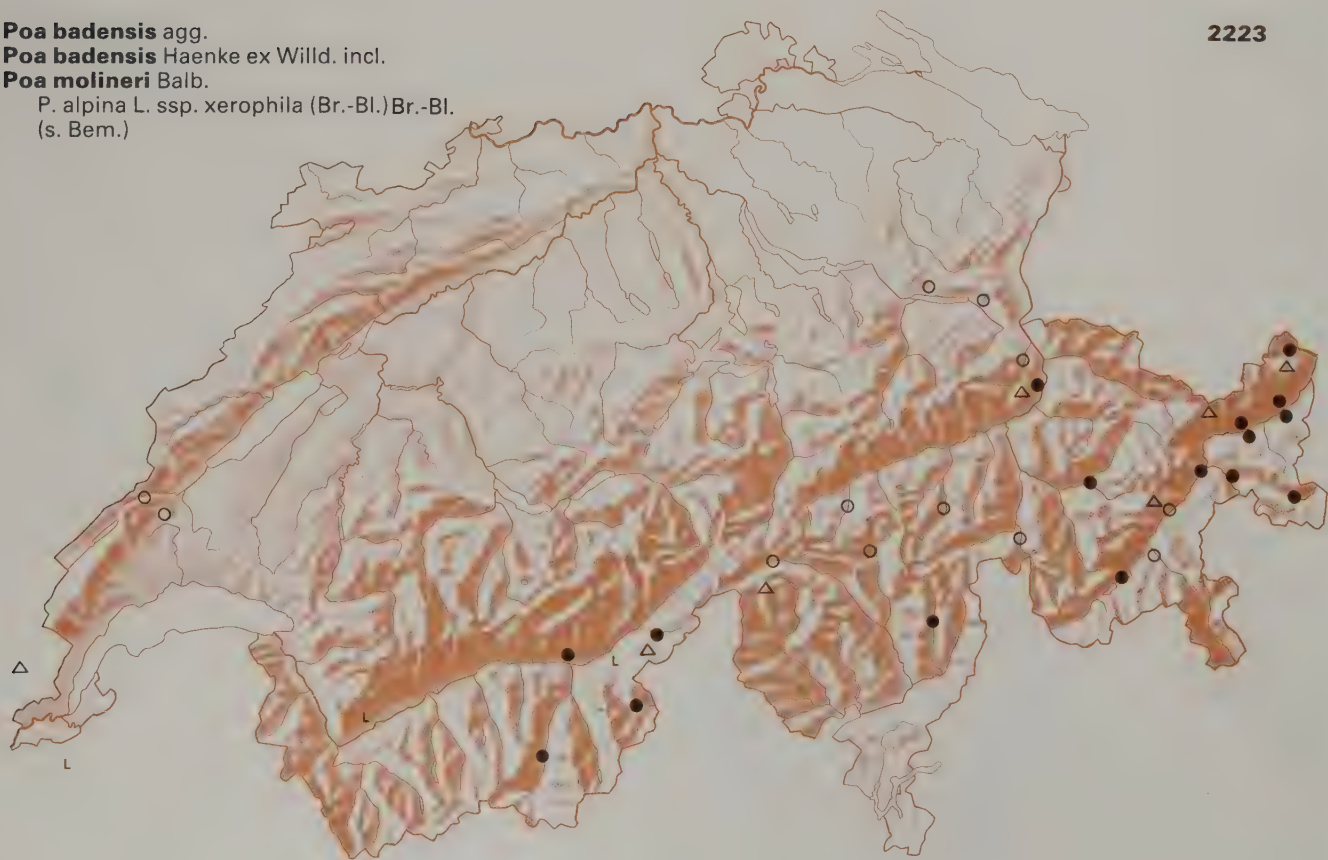 Poa badensis agg.
Poa badensis Haenke ex Willd. incl.
Poa molineri Balb.
P. alpina L. ssp. xerophila (Br.-Bl.) Br.-Bl.
(s. Bem.)
2223
L
L
L